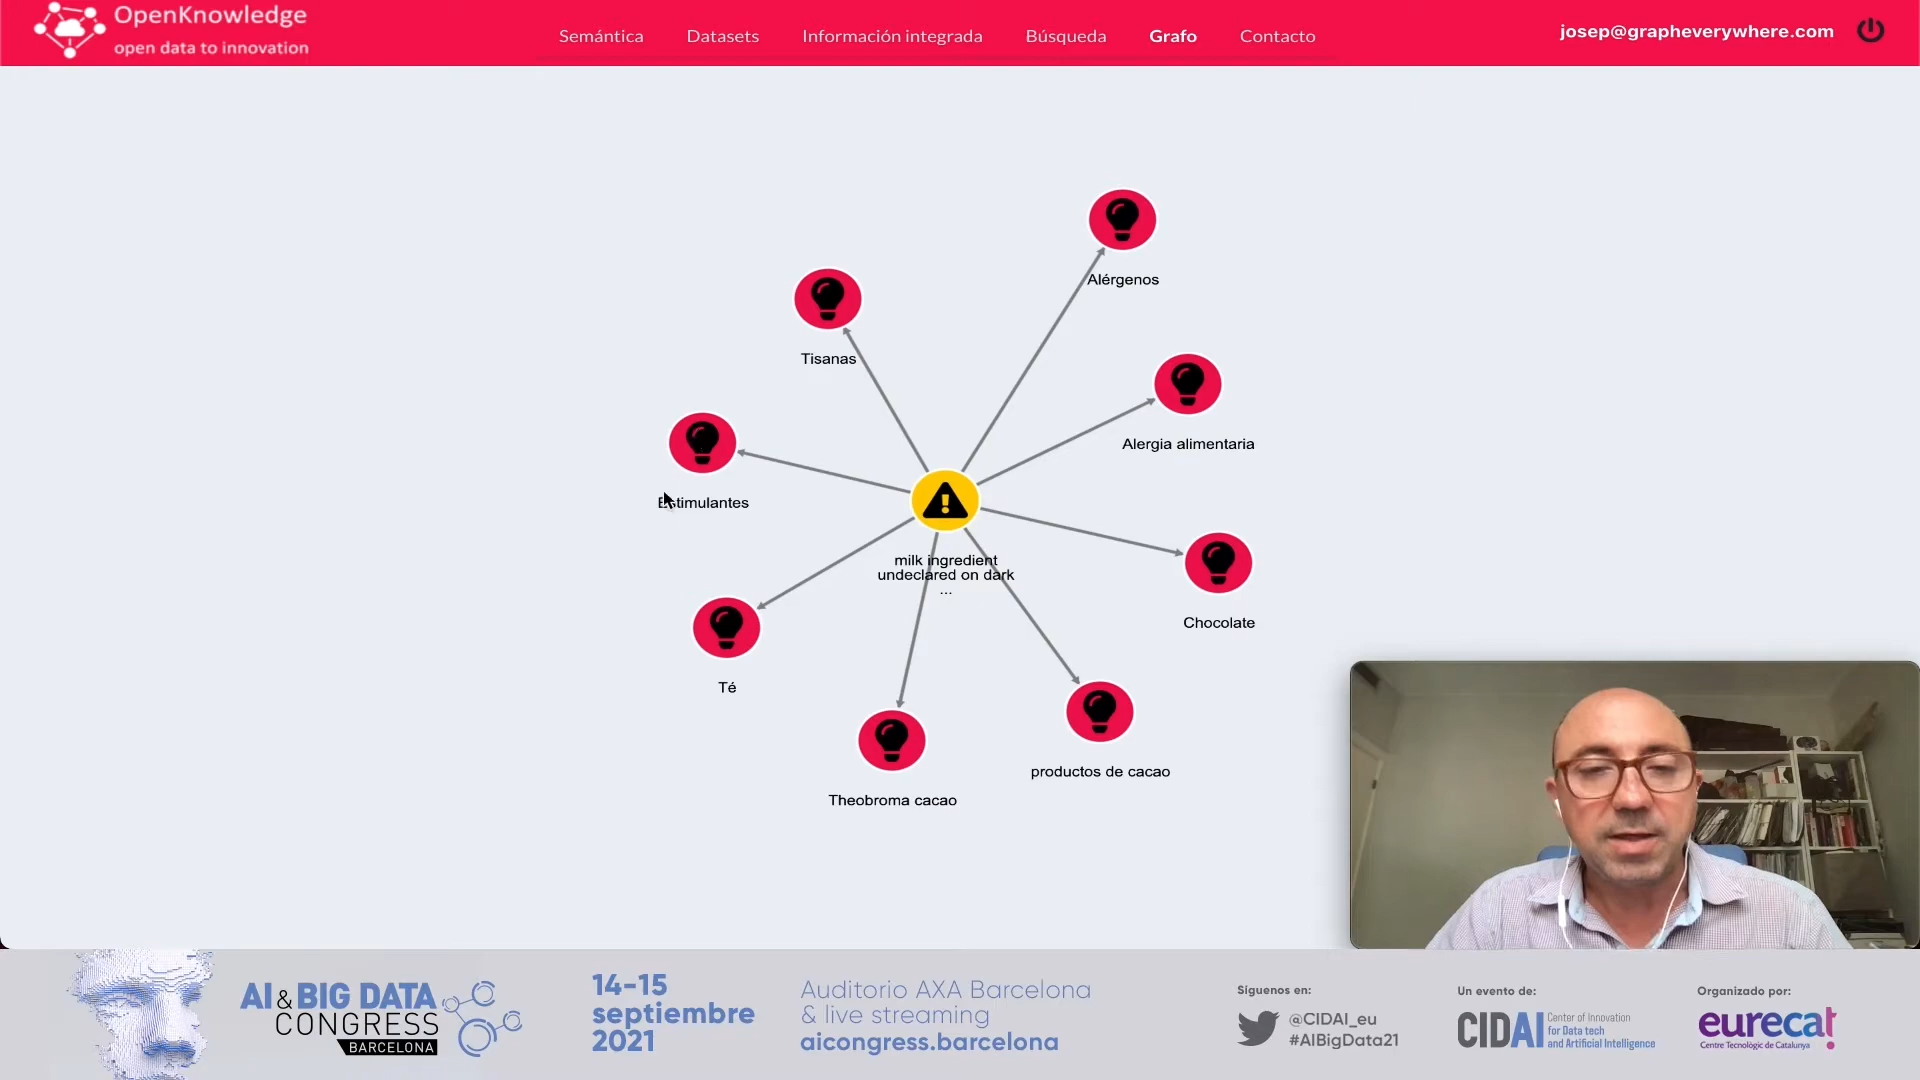 OpenKnowledge
open data to innovation
Semántica Datasets Información integrada Búsqueda Grafo Contacto
josep@grapheverywhere.com
Alérgenos
Tisanas
Alergia alimentaria
Estimulantes
milk ingredient
undeclared on dark
...
Chocolate
Té
productos de cacao
Theobroma cacao
AI & BIG DATA
CONGRESS
BARCELONA
14-15
septiembre
2021
Auditorio AXA Barcelona
& live streaming
aicongress.barcelona
Síguenos en:
@CIDAI_eu
#AIBigData21
Un evento de:
CIDAI
Center of Innovation
for Data tech
and Artificial Intelligence
Organizado por:
eurecat
Centre Tecnològic de Catalunya